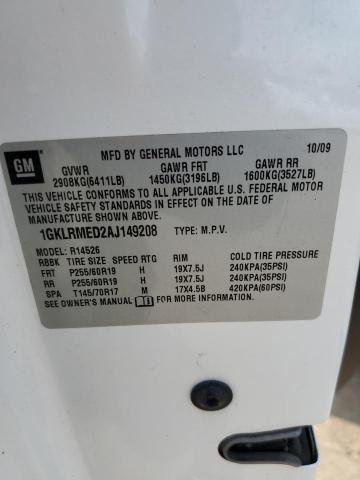 GM
MFD BY GENERAL MOTORS LLC 10/09
GVWR GAWR FRT GAWR RR
2908KG(6411LB) 1450KG(3196LB) 1600KG(3527LB)
THIS VEHICLE CONFORMS TO ALL APPLICABLE U.S. FEDERAL MOTOR
VEHICLE SAFETY STANDARDS IN EFFECT ON THE DATE OF
MANUFACTURE SHOWN ABOVE.
1GKLRMED2AJ149208 TYPE: M.P.V.
MODEL: R14526
RBBK TIRE SIZE SPEED RTG RIM COLD TIRE PRESSURE
FRT P255/60R19 H 19X7.5J 240KPA(35PSI)
RR P255/60R19 H 19X7.5J 240KPA(35PSI)
SPA T145/70R17 M 17X4.5B 420KPA(60PSI)
SEE OWNER'S MANUAL FOR MORE INFORMATION